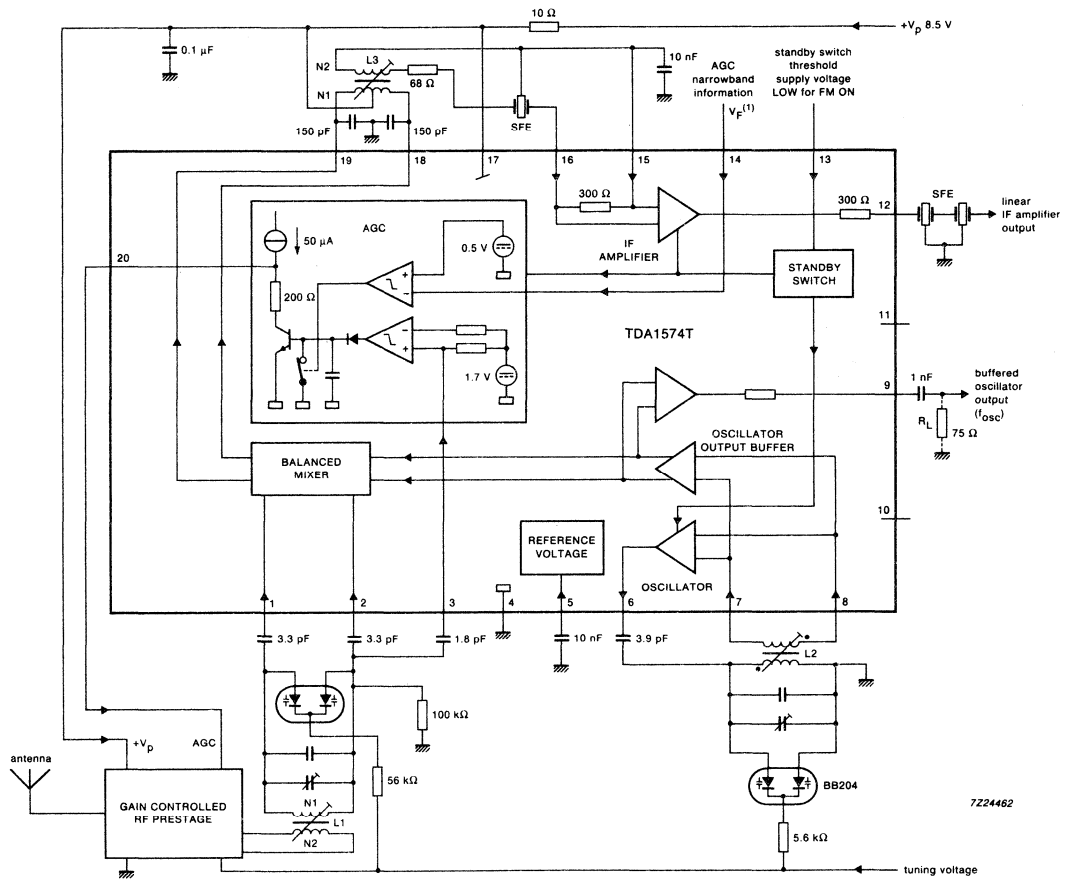 10 Ω
+Vp 8.5 V
0.1 µF
N2
L3
N1
68 Ω
10 nF
SFE
150 pF
150 pF
AGC
narrowband
information
VF(1)
standby switch
threshold
supply voltage
LOW for FM ON
19
18
17
16
15
14
13
50 µA
AGC
0.5 V
200 Ω
1.7 V
20
300 Ω
IF
AMPLIFIER
300 Ω
12
SFE
linear
IF amplifier
output
STANDBY
SWITCH
11
TDA1574T
9
1 nF
buffered
oscillator
output
(fosc)
RL
75 Ω
OSCILLATOR
OUTPUT BUFFER
BALANCED
MIXER
10
REFERENCE
VOLTAGE
OSCILLATOR
1
2
3
4
5
6
7
8
3.3 pF
3.3 pF
1.8 pF
10 nF
3.9 pF
L2
100 kΩ
56 kΩ
+Vp
AGC
antenna
GAIN CONTROLLED
RF PRESTAGE
N1
L1
N2
BB204
5.6 kΩ
7Z24462
tuning voltage